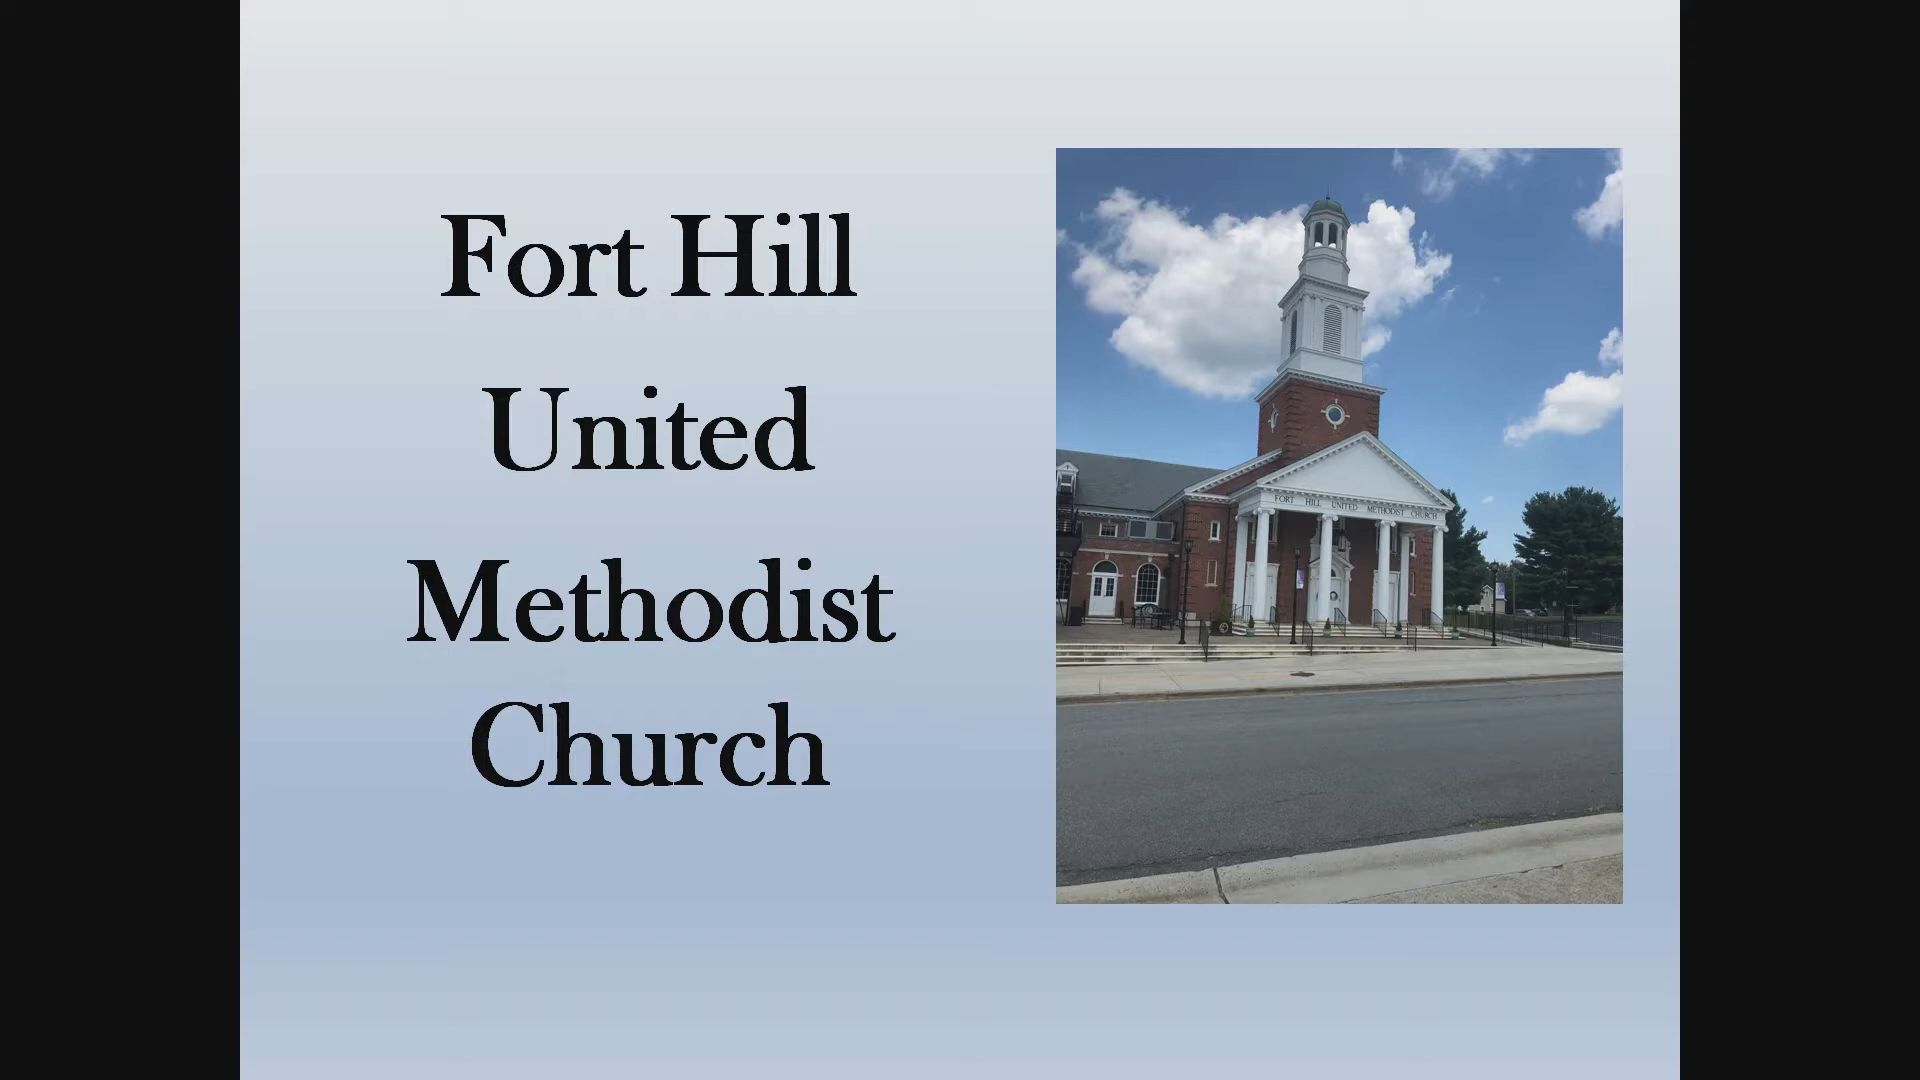 Fort Hill
United
Methodist
Church
FORT HILL UNITED METHODIST CHURCH